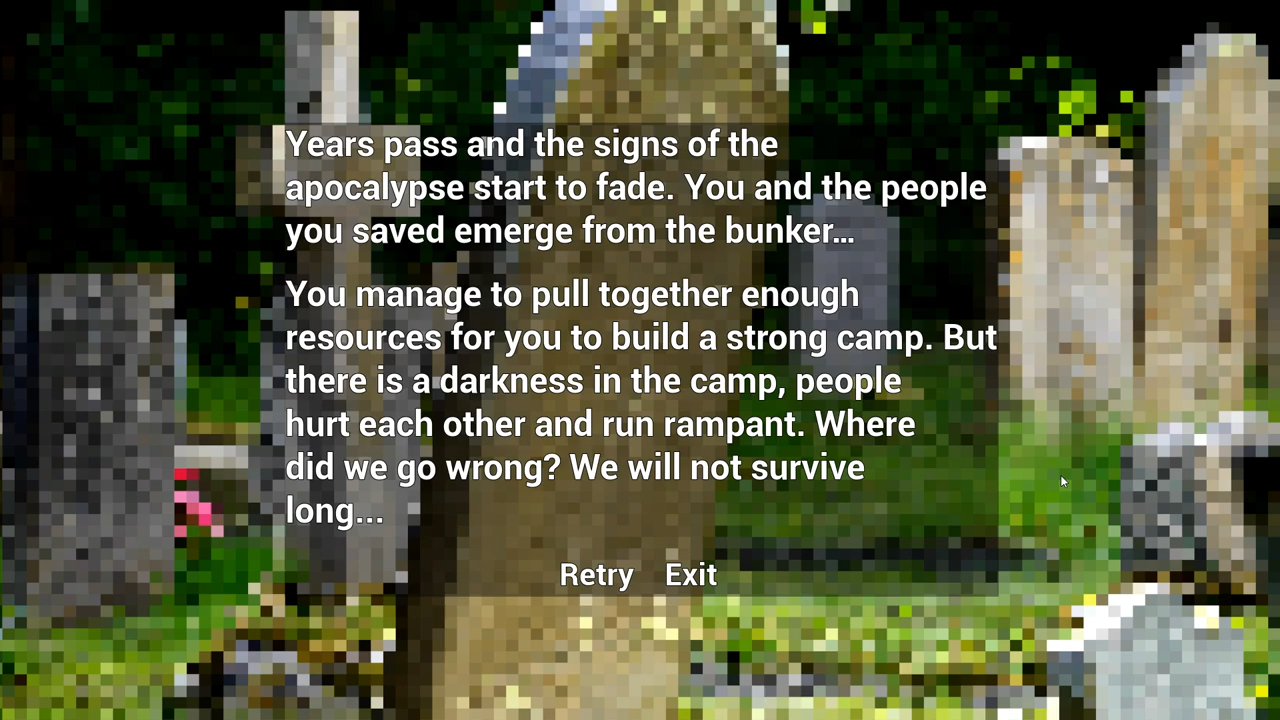 Years pass and the signs of the
apocalypse start to fade. You and the people
you saved emerge from the bunker...
You manage to pull together enough
resources for you to build a strong camp. But
there is a darkness in the camp, people
hurt each other and run rampant. Where
did we go wrong? We will not survive
long...
Retry Exit